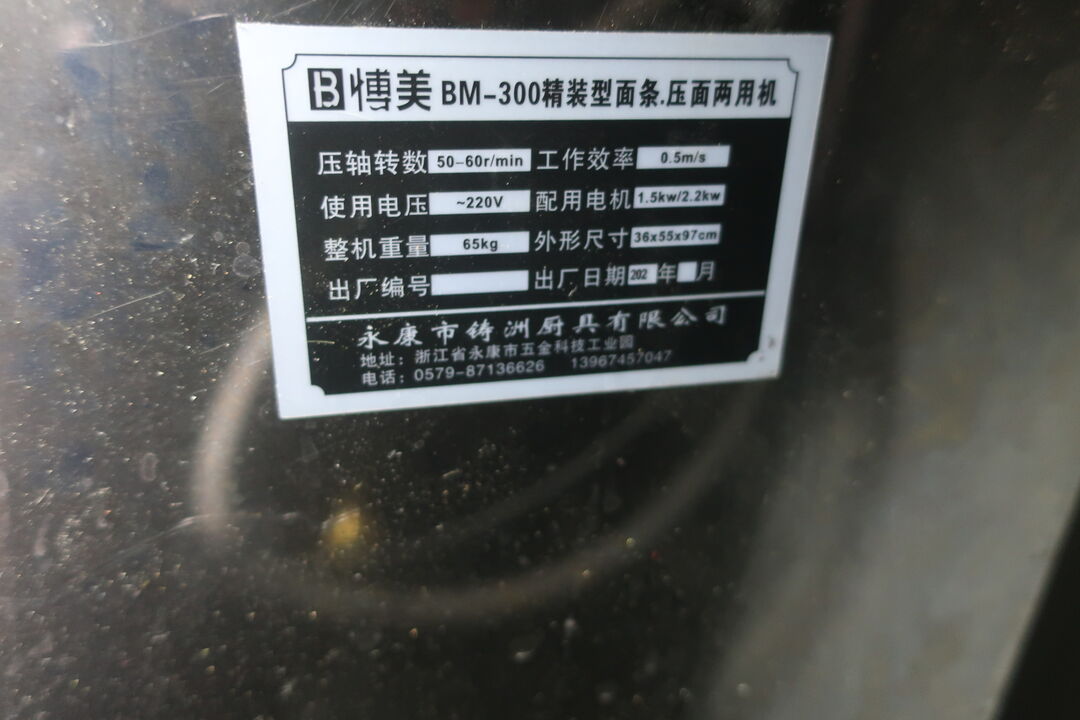 B 愽美 BM-300精装型面条.压面两用机
压轴转数 50-60r/min 工作效率 0.5m/s
使用电压 ~220V 配用电机 1.5kw/2.2kw
整机重量 65kg 外形尺寸 36x55x97cm
出厂编号 出厂日期 202 年 月
永康市铸洲厨具有限公司
地址：浙江省永康市五金科技工业园
电话：0579-87136626 13967457047